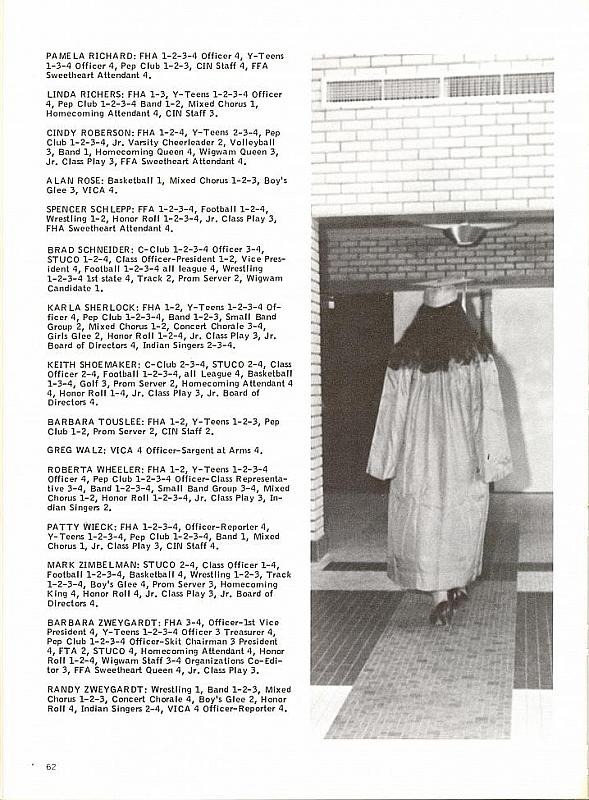 PAMELA RICHARD: FHA 1-2-3-4 Officer 4, Y-Teens
1-3-4 Officer 4, Pep Club 1-2-3, CIN Staff 4, FFA
Sweetheart Attendant 4.
LINDA RICHERS: FHA 1-3, Y-Teens 1-2-3-4 Officer
4, Pep Club 1-2-3-4 Band 1-2, Mixed Chorus 1,
Homecoming Attendant 4, CIN Staff 3.
CINDY ROBERSON: FHA 1-2-4, Y-Teens 2-3-4, Pep
Club 1-2-3-4, Jr. Varsity Cheerleader 2, Volleyball
3, Band 1, Homecoming Queen 4, Wigwam Queen 3,
Jr. Class Play 3, FFA Sweetheart Attendant 4.
ALAN ROSE: Basketball 1, Mixed Chorus 1-2-3, Boy's
Glee 3, VICA 4.
SPENCER SCHLEPP: FFA 1-2-3-4, Football 1-2-4,
Wrestling 1-2, Honor Roll 1-2-3-4, Jr. Class Play 3,
FHA Sweetheart Attendant 4.
BRAD SCHNEIDER: C-Club 1-2-3-4 Officer 3-4,
STUCO 1-2-4, Class Officer-President 1-2, Vice Pres-
ident 4, Football 1-2-3-4 all league 4, Wrestling
1-2-3-4 1st state 4, Track 2, Prom Server 2, Wigwam
Candidate 1.
KARLA SHERLOCK: FHA 1-2, Y-Teens 1-2-3-4 Of-
ficer 4, Pep Club 1-2-3-4, Band 1-2-3, Small Band
Group 2, Mixed Chorus 1-2, Concert Chorale 3-4,
Girls Glee 2, Honor Roll 1-2-4, Jr. Class Play 3, Jr.
Board of Directors 4, Indian Singers 2-3-4.
KEITH SHOEMAKER: C-Club 2-3-4, STUCO 2-4, Class
Officer 2-4, Football 1-2-3-4, all League 4, Basketball
1-3-4, Golf 3, Prom Server 2, Homecoming Attendant 4
4, Honor Roll 1-4, Jr. Class Play 3, Jr. Board of
Directors 4.
BARBARA TOUSLEE: FHA 1-2, Y-Teens 1-2-3, Pep
Club 1-2, Prom Server 2, CIN Staff 2.
GREG WALZ: VICA 4 Officer-Sargent at Arms 4.
ROBERTA WHEELER: FHA 1-2, Y-Teens 1-2-3-4
Officer 4, Pep Club 1-2-3-4 Officer-Class Representa-
tive 3-4, Band 1-2-3-4, Small Band Group 3-4, Mixed
Chorus 1-2, Honor Roll 1-2-3-4, Jr. Class Play 3, In-
dian Singers 2.
PATTY WIECK: FHA 1-2-3-4, Officer-Reporter 4,
Y-Teens 1-2-3-4, Pep Club 1-2-3-4, Band 1, Mixed
Chorus 1, Jr. Class Play 3, CIN Staff 4.
MARK ZIMBELMAN: STUCO 2-4, Class Officer 1-4,
Football 1-2-3-4, Basketball 4, Wrestling 1-2-3, Track
1-2-3-4, Boy's Glee 4, Prom Server 3, Homecoming
King 4, Honor Roll 4, Jr. Class Play 3, Jr. Board of
Directors 4.
BARBARA ZWEYGARDT: FHA 3-4, Officer-1st Vice
President 4, Y-Teens 1-2-3-4 Officer 3 Treasurer 4,
Pep Club 1-2-3-4 Officer-Skit Chairman 3 President
4, FTA 2, STUCO 4, Homecoming Attendant 4, Honor
Roll 1-2-4, Wigwam Staff 3-4 Organizations Co-Edi-
tor 3, FFA Sweetheart Queen 4, Jr. Class Play 3.
RANDY ZWEYGARDT: Wrestling 1, Band 1-2-3, Mixed
Chorus 1-2-3, Concert Chorale 4, Boy's Glee 2, Honor
Roll 4, Indian Singers 2-4, VICA 4 Officer-Reporter 4.
62